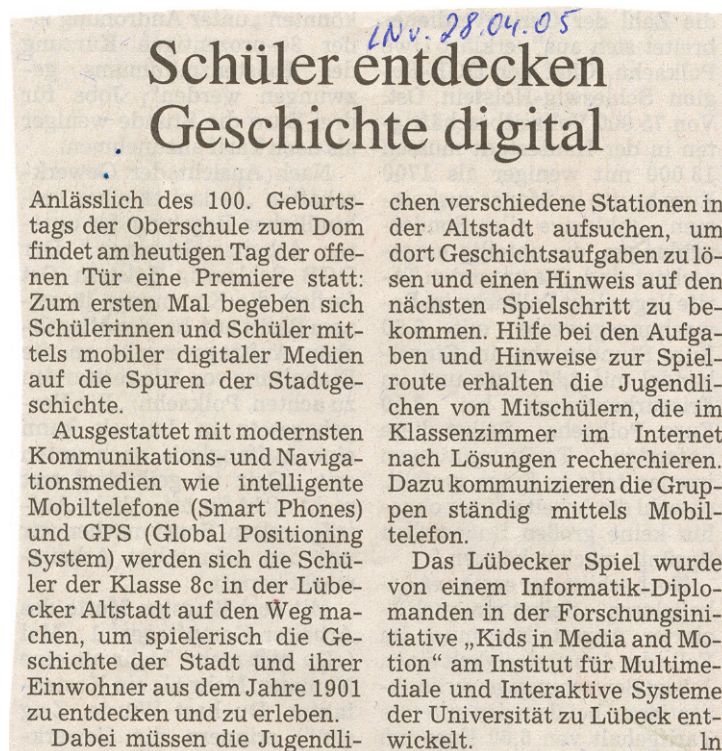 LN v. 28.04.05
Schüler entdecken
Geschichte digital
Anlässlich des 100. Geburts-
tags der Oberschule zum Dom
findet am heutigen Tag der offe-
nen Tür eine Premiere statt:
Zum ersten Mal begeben sich
Schülerinnen und Schüler mit-
tels mobiler digitaler Medien
auf die Spuren der Stadtge-
schichte.
Ausgestattet mit modernsten
Kommunikations- und Naviga-
tionsmedien wie intelligente
Mobiltelefone (Smart Phones)
und GPS (Global Positioning
System) werden sich die Schü-
ler der Klasse 8c in der Lübe-
cker Altstadt auf den Weg ma-
chen, um spielerisch die Ge-
schichte der Stadt und ihrer
Einwohner aus dem Jahre 1901
zu entdecken und zu erleben.
Dabei müssen die Jugendli-
chen verschiedene Stationen in
der Altstadt aufsuchen, um
dort Geschichtsaufgaben zu lö-
sen und einen Hinweis auf den
nächsten Spielschritt zu be-
kommen. Hilfe bei den Aufga-
ben und Hinweise zur Spiel-
route erhalten die Jugendli-
chen von Mitschülern, die im
Klassenzimmer im Internet
nach Lösungen recherchieren.
Dazu kommunizieren die Grup-
pen ständig mittels Mobil-
telefon.
Das Lübecker Spiel wurde
von einem Informatik-Diplo-
manden in der Forschungsini-
tiative „Kids in Media and Mo-
tion“ am Institut für Multime-
diale und Interaktive Systeme
der Universität zu Lübeck ent-
wickelt. ln